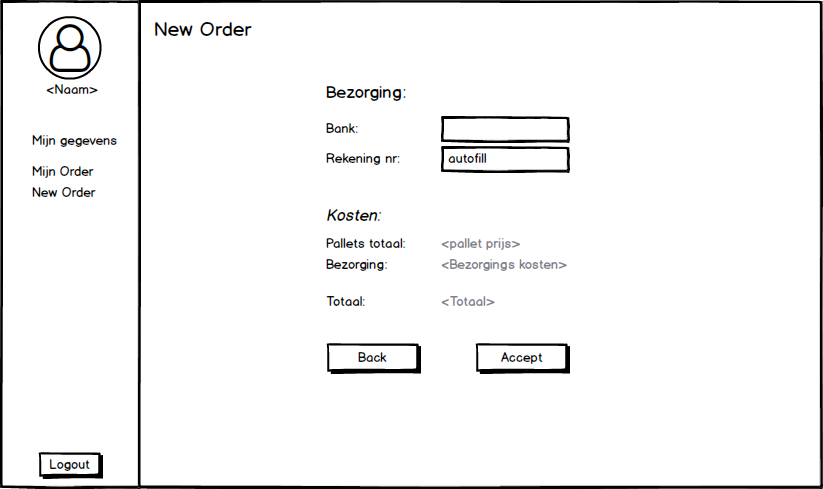 <Naam>
Mijn gegevens
Mijn Order
New Order
Logout
New Order
Bezorging:
Bank:
Rekening nr: autofill
Kosten:
Pallets totaal: <pallet prijs>
Bezorging: <Bezorgings kosten>
Totaal: <Totaal>
Back Accept